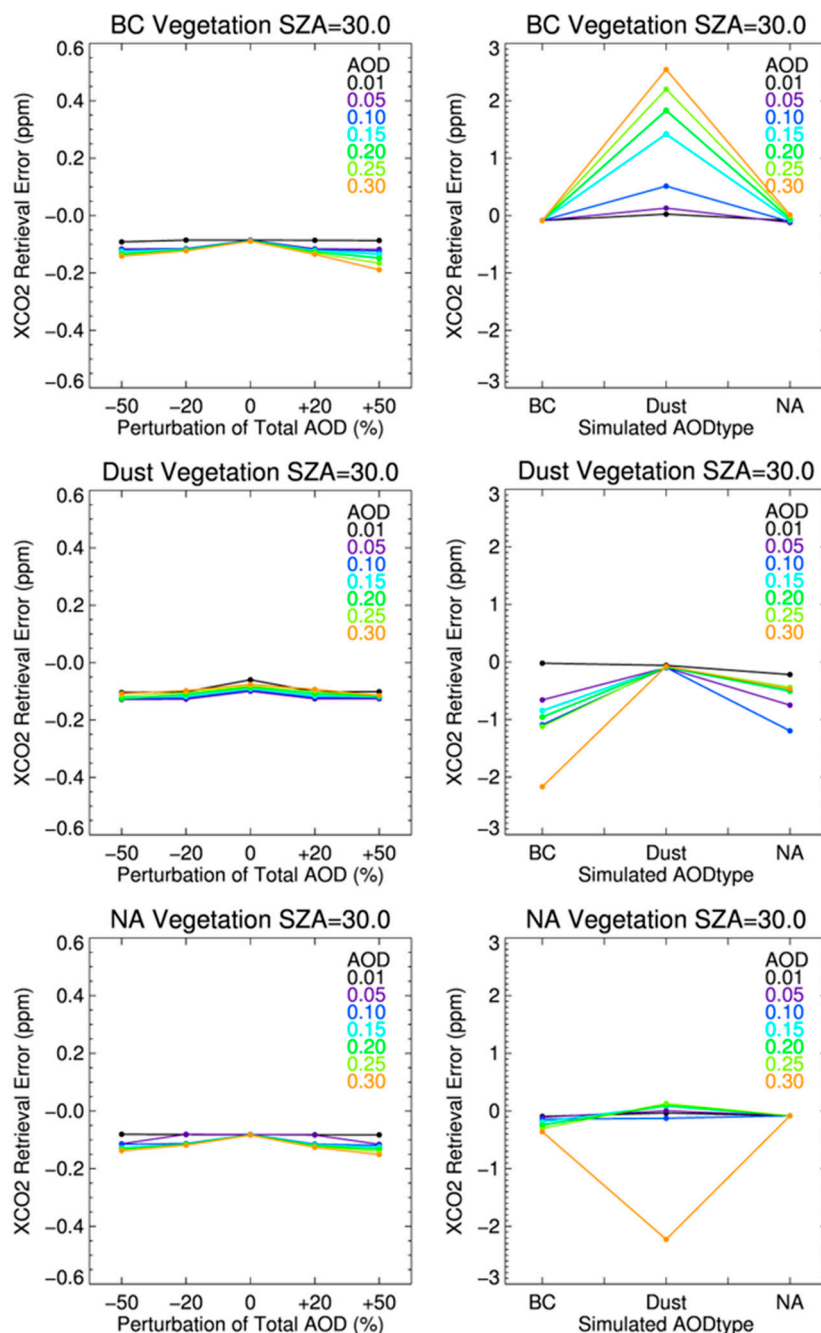 BC Vegetation SZA=30.0
0.6
0.4
0.2
−0.0
−0.2
−0.4
−0.6
XCO2 Retrieval Error (ppm)
AOD
0.01
0.05
0.10
0.15
0.20
0.25
0.30
−50 −20 0 +20 +50
Perturbation of Total AOD (%)
BC Vegetation SZA=30.0
3
2
1
0
−1
−2
−3
XCO2 Retrieval Error (ppm)
AOD
0.01
0.05
0.10
0.15
0.20
0.25
0.30
BC Dust NA
Simulated AODtype
Dust Vegetation SZA=30.0
0.6
0.4
0.2
−0.0
−0.2
−0.4
−0.6
XCO2 Retrieval Error (ppm)
AOD
0.01
0.05
0.10
0.15
0.20
0.25
0.30
−50 −20 0 +20 +50
Perturbation of Total AOD (%)
Dust Vegetation SZA=30.0
3
2
1
0
−1
−2
−3
XCO2 Retrieval Error (ppm)
AOD
0.01
0.05
0.10
0.15
0.20
0.25
0.30
BC Dust NA
Simulated AODtype
NA Vegetation SZA=30.0
0.6
0.4
0.2
−0.0
−0.2
−0.4
−0.6
XCO2 Retrieval Error (ppm)
AOD
0.01
0.05
0.10
0.15
0.20
0.25
0.30
−50 −20 0 +20 +50
Perturbation of Total AOD (%)
NA Vegetation SZA=30.0
3
2
1
0
−1
−2
−3
XCO2 Retrieval Error (ppm)
AOD
0.01
0.05
0.10
0.15
0.20
0.25
0.30
BC Dust NA
Simulated AODtype